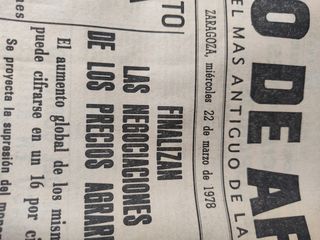 O DE AR
EL MAS ANTIGUO DE LA
ZARAGOZA, miércoles 22 de marzo de 1978
TO
FINALIZAN
LAS NEGOCIACIONES
DE LOS PRECIOS AGRAR
El aumento global de los mism
puede cifrarse en un 16 por ci
Se proyecta la supresión del
nes